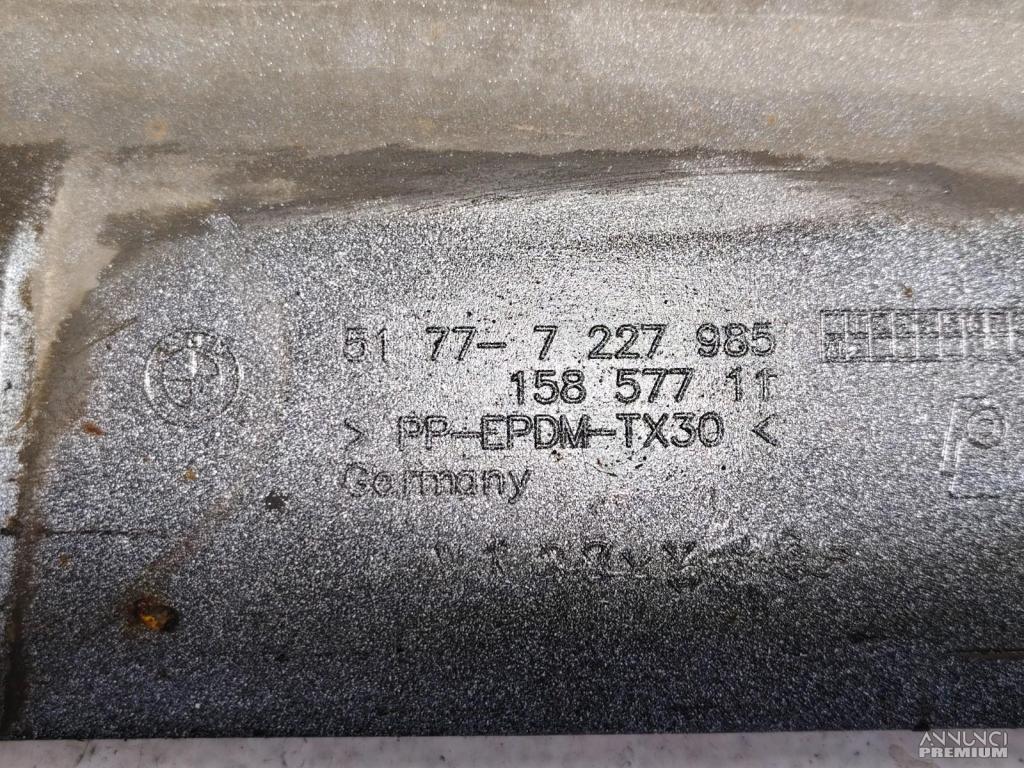 51 77- 7 227 985
158 577 11
> PP-EPDM-TX30 <
Germany
ANNUNCI
PREMIUM